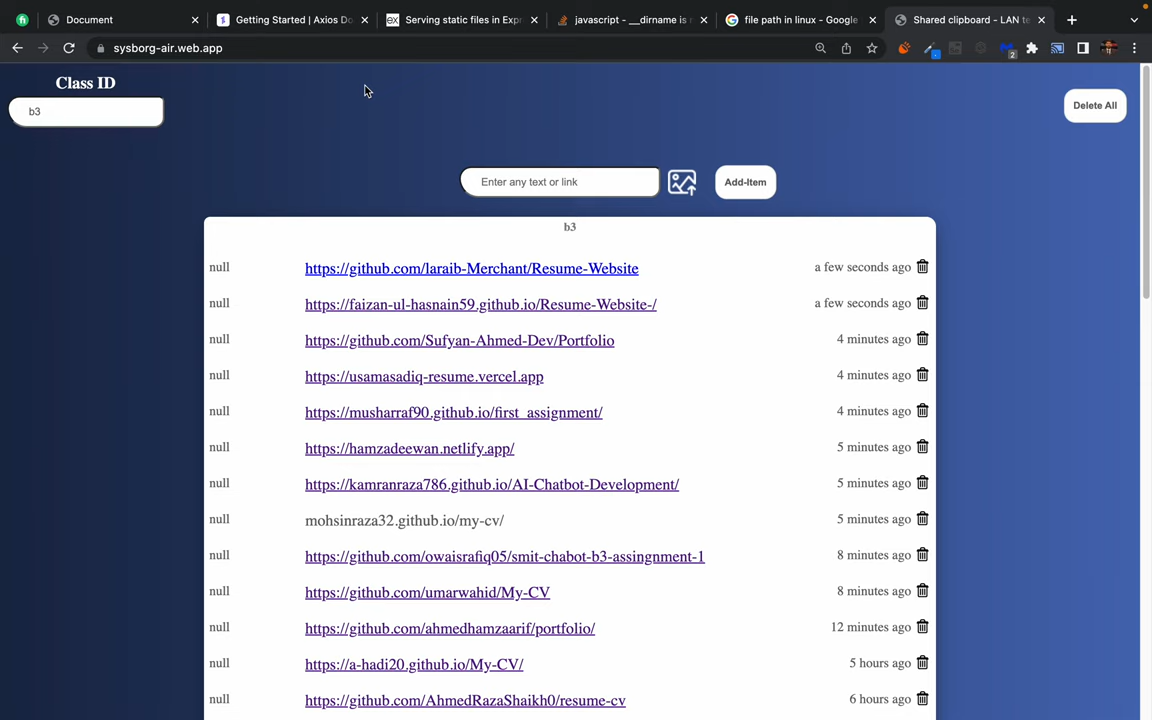 Document
Getting Started | Axios Do
Serving static files in Expr
javascript - __dirname is n
file path in linux - Google
Shared clipboard - LAN te
sysborg-air.web.app
2
Class ID
b3
Delete All
Enter any text or link
Add-Item
b3
null https://github.com/laraib-Merchant/Resume-Website a few seconds ago
null https://faizan-ul-hasnain59.github.io/Resume-Website-/ a few seconds ago
null https://github.com/Sufyan-Ahmed-Dev/Portfolio 4 minutes ago
null https://usamasadiq-resume.vercel.app 4 minutes ago
null https://musharraf90.github.io/first_assignment/ 4 minutes ago
null https://hamzadeewan.netlify.app/ 5 minutes ago
null https://kamranraza786.github.io/AI-Chatbot-Development/ 5 minutes ago
null mohsinraza32.github.io/my-cv/ 5 minutes ago
null https://github.com/owaisrafiq05/smit-chabot-b3-assingnment-1 8 minutes ago
null https://github.com/umarwahid/My-CV 8 minutes ago
null https://github.com/ahmedhamzaarif/portfolio/ 12 minutes ago
null https://a-hadi20.github.io/My-CV/ 5 hours ago
null https://github.com/AhmedRazaShaikh0/resume-cv 6 hours ago